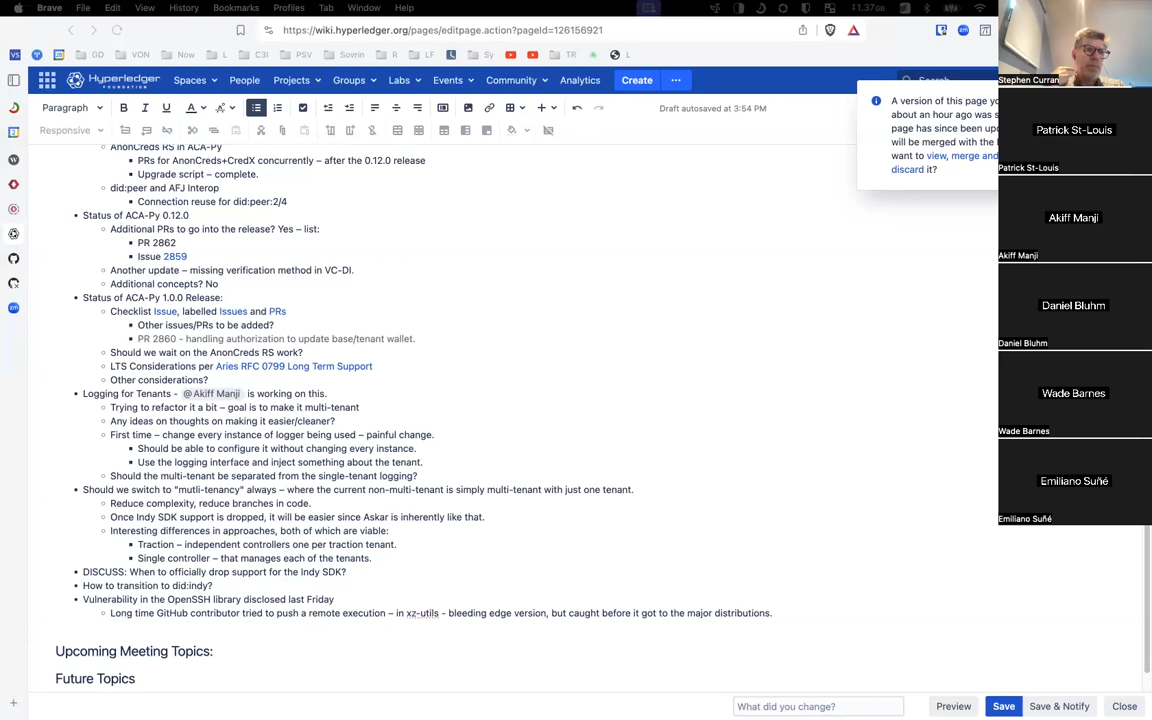 Brave File Edit View History Bookmarks Profiles Tab Window Help
1.37 GB
https://wiki.hyperledger.org/pages/editpage.action?pageId=126156921
GD VON Now L C3I PSV Sovrin R LF Sy TR L
HYPERLEDGER FOUNDATION Spaces People Projects Groups Labs Events Community Analytics Create ... Search
Paragraph B I U A Draft autosaved at 3:54 PM
Responsive
A version of this page yo
about an hour ago was s
page has since been upd
will be merged with the l
want to view, merge and
discard it?
AnonCreds RS in ACA-Py
PRs for AnonCreds+CredX concurrently – after the 0.12.0 release
Upgrade script – complete.
did:peer and AFJ Interop
Connection reuse for did:peer:2/4
Status of ACA-Py 0.12.0
Additional PRs to go into the release? Yes – list:
PR 2862
Issue 2859
Another update – missing verification method in VC-DI.
Additional concepts? No
Status of ACA-Py 1.0.0 Release:
Checklist Issue, labelled Issues and PRs
Other issues/PRs to be added?
PR 2860 - handling authorization to update base/tenant wallet.
Should we wait on the AnonCreds RS work?
LTS Considerations per Aries RFC 0799 Long Term Support
Other considerations?
Logging for Tenants - @Akiff Manji is working on this.
Trying to refactor it a bit – goal is to make it multi-tenant
Any ideas on thoughts on making it easier/cleaner?
First time – change every instance of logger being used – painful change.
Should be able to configure it without changing every instance.
Use the logging interface and inject something about the tenant.
Should the multi-tenant be separated from the single-tenant logging?
Should we switch to "mutli-tenancy" always – where the current non-multi-tenant is simply multi-tenant with just one tenant.
Reduce complexity, reduce branches in code.
Once Indy SDK support is dropped, it will be easier since Askar is inherently like that.
Interesting differences in approaches, both of which are viable:
Traction – independent controllers one per traction tenant.
Single controller – that manages each of the tenants.
DISCUSS: When to officially drop support for the Indy SDK?
How to transition to did:indy?
Vulnerability in the OpenSSH library disclosed last Friday
Long time GitHub contributor tried to push a remote execution – in xz-utils - bleeding edge version, but caught before it got to the major distributions.
Upcoming Meeting Topics:
Future Topics
What did you change? Preview Save Save & Notify Close
Stephen Curran
Patrick St-Louis
Patrick St-Louis
Akiff Manji
Akiff Manji
Daniel Bluhm
Daniel Bluhm
Wade Barnes
Wade Barnes
Emiliano Suñé
Emiliano Suñé